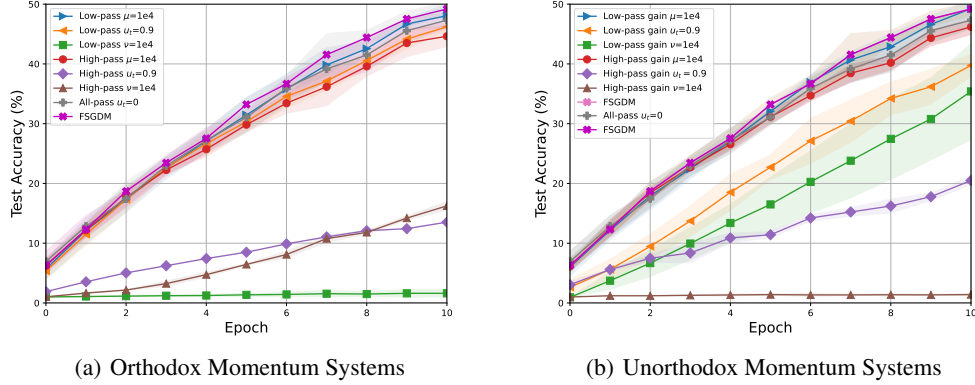 50
40
30
20
10
0
Test Accuracy (%)
Low-pass μ=1e4
Low-pass u_t=0.9
Low-pass ν=1e4
High-pass μ=1e4
High-pass u_t=0.9
High-pass ν=1e4
All-pass u_t=0
FSGDM
0 2 4 6 8 10
Epoch
(a) Orthodox Momentum Systems
50
40
30
20
10
0
Test Accuracy (%)
Low-pass gain μ=1e4
Low-pass gain u_t=0.9
Low-pass gain ν=1e4
High-pass gain μ=1e4
High-pass gain u_t = 0.9
High-pass gain ν=1e4
FSGDM
All-pass u_t=0
FSGDM
0 2 4 6 8 10
Epoch
(b) Unorthodox Momentum Systems